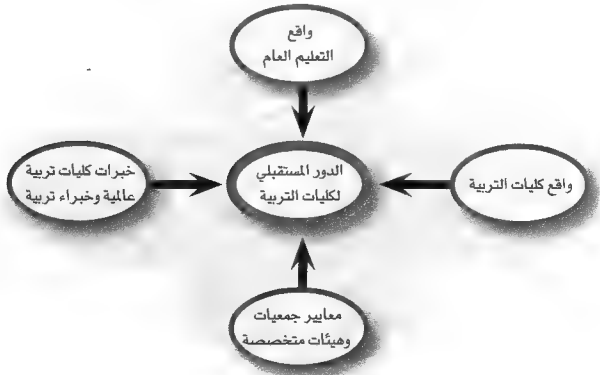 واقع
التعليم العام
خبرات كليات تربية
عالمية وخبراء تربية
الدور المستقبلي
لكليات التربية
واقع كليات التربية
معايير جمعيات
وهيئات متخصصة